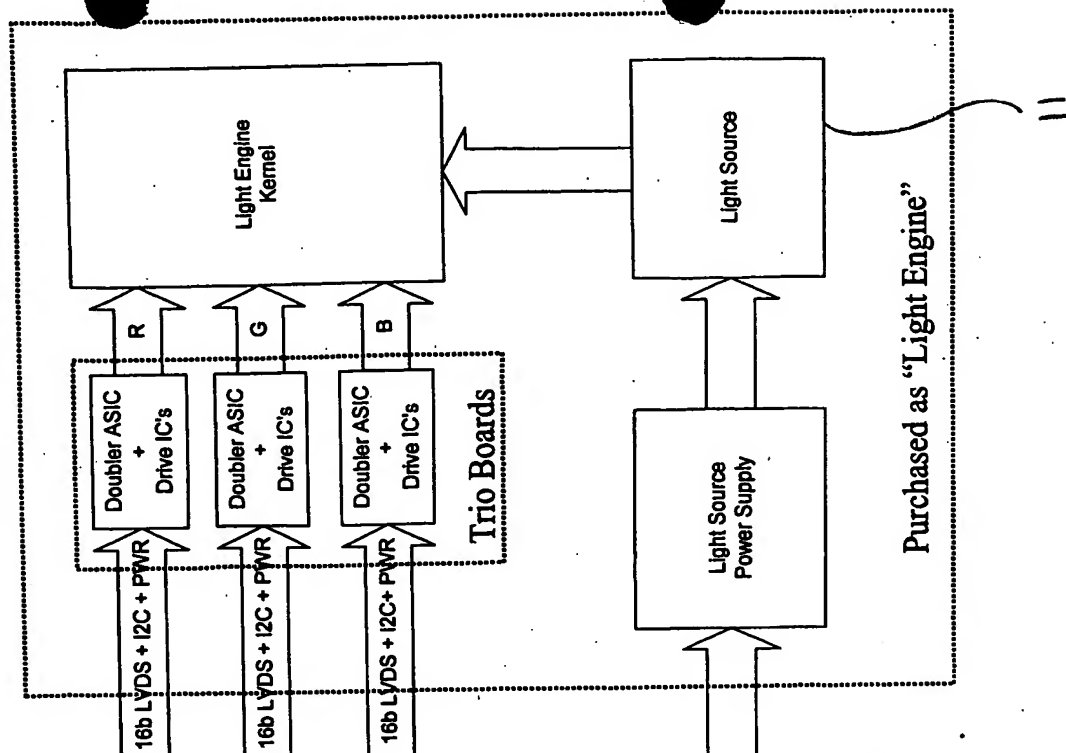 Light Engine
Kernel
Light Source
R
G
B
Doubler ASIC
+
Drive IC's
Doubler ASIC
+
Drive IC's
Doubler ASIC
+
Drive IC's
Trio Boards
Light Source
Power Supply
Purchased as “Light Engine”
16b LVDS + I2C + PWR
16b LVDS + I2C + PWR
16b LVDS + I2C+ PWR
11